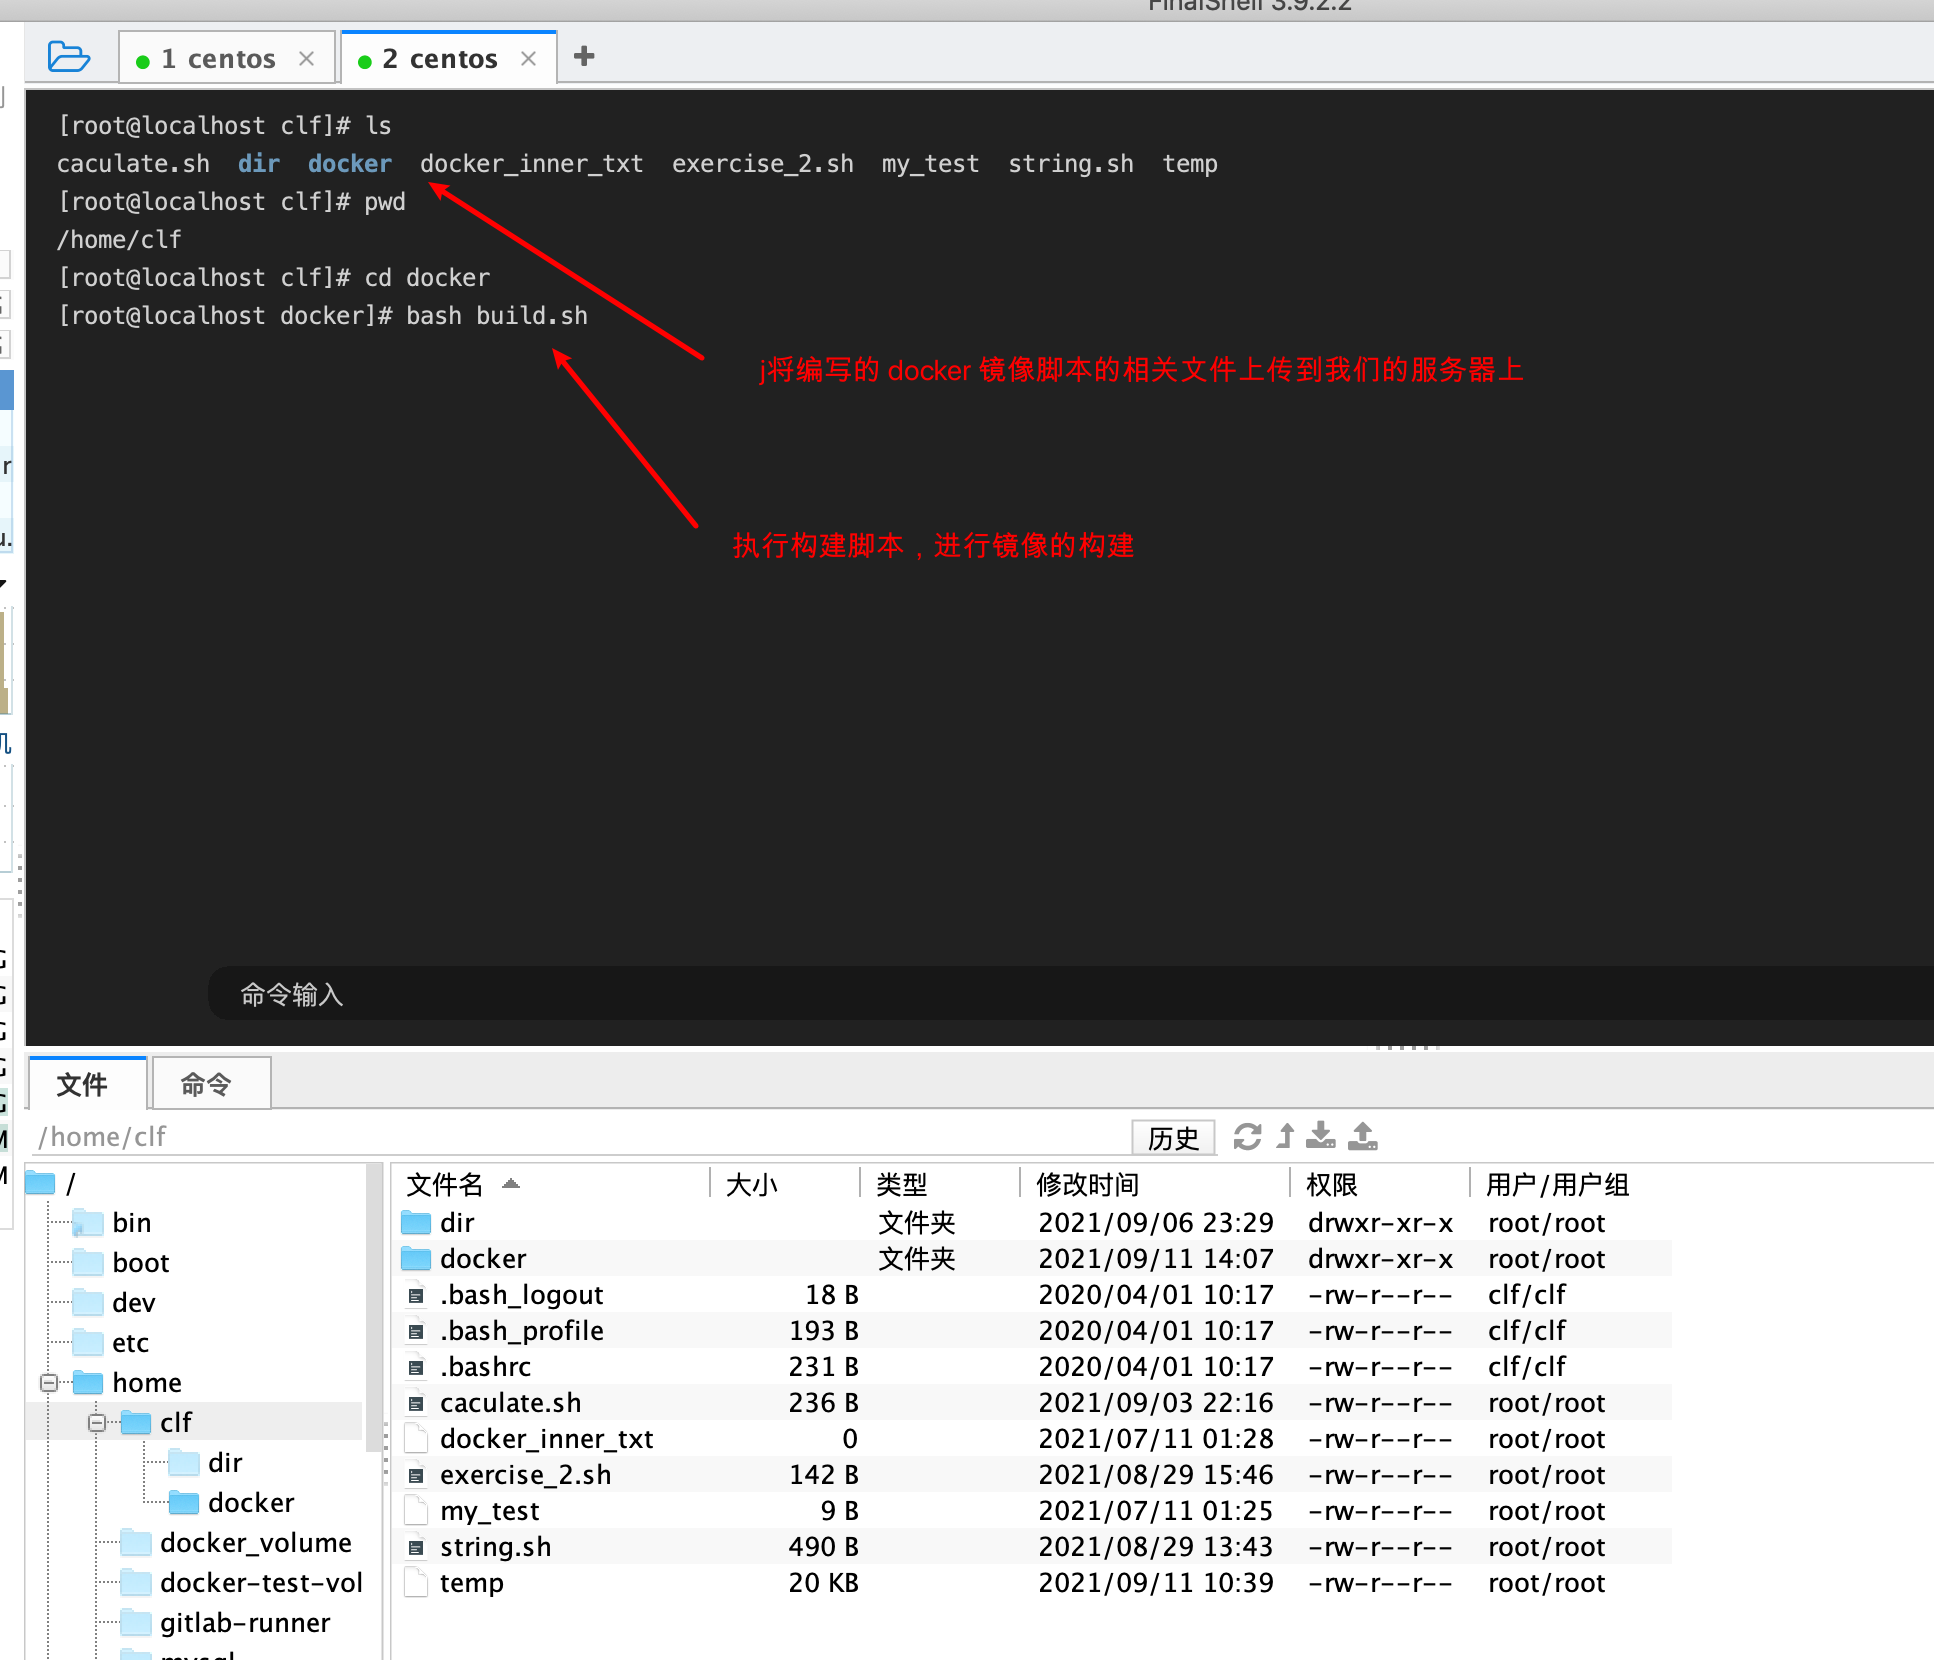 FinalShell 3.9.2.2
1 centos
2 centos
[root@localhost clf]# ls
caculate.sh dir docker docker_inner_txt exercise_2.sh my_test string.sh temp
[root@localhost clf]# pwd
/home/clf
[root@localhost clf]# cd docker
[root@localhost docker]# bash build.sh
j将编写的 docker 镜像脚本的相关文件上传到我们的服务器上
执行构建脚本，进行镜像的构建
命令输入
文件 命令
/home/clf 历史
/
bin
boot
dev
etc
home
clf
dir
docker
docker_volume
docker-test-vol
gitlab-runner
文件名 大小 类型 修改时间 权限 用户/用户组
dir 文件夹 2021/09/06 23:29 drwxr-xr-x root/root
docker 文件夹 2021/09/11 14:07 drwxr-xr-x root/root
.bash_logout 18 B 2020/04/01 10:17 -rw-r--r-- clf/clf
.bash_profile 193 B 2020/04/01 10:17 -rw-r--r-- clf/clf
.bashrc 231 B 2020/04/01 10:17 -rw-r--r-- clf/clf
caculate.sh 236 B 2021/09/03 22:16 -rw-r--r-- root/root
docker_inner_txt 0 2021/07/11 01:28 -rw-r--r-- root/root
exercise_2.sh 142 B 2021/08/29 15:46 -rw-r--r-- root/root
my_test 9 B 2021/07/11 01:25 -rw-r--r-- root/root
string.sh 490 B 2021/08/29 13:43 -rw-r--r-- root/root
temp 20 KB 2021/09/11 10:39 -rw-r--r-- root/root